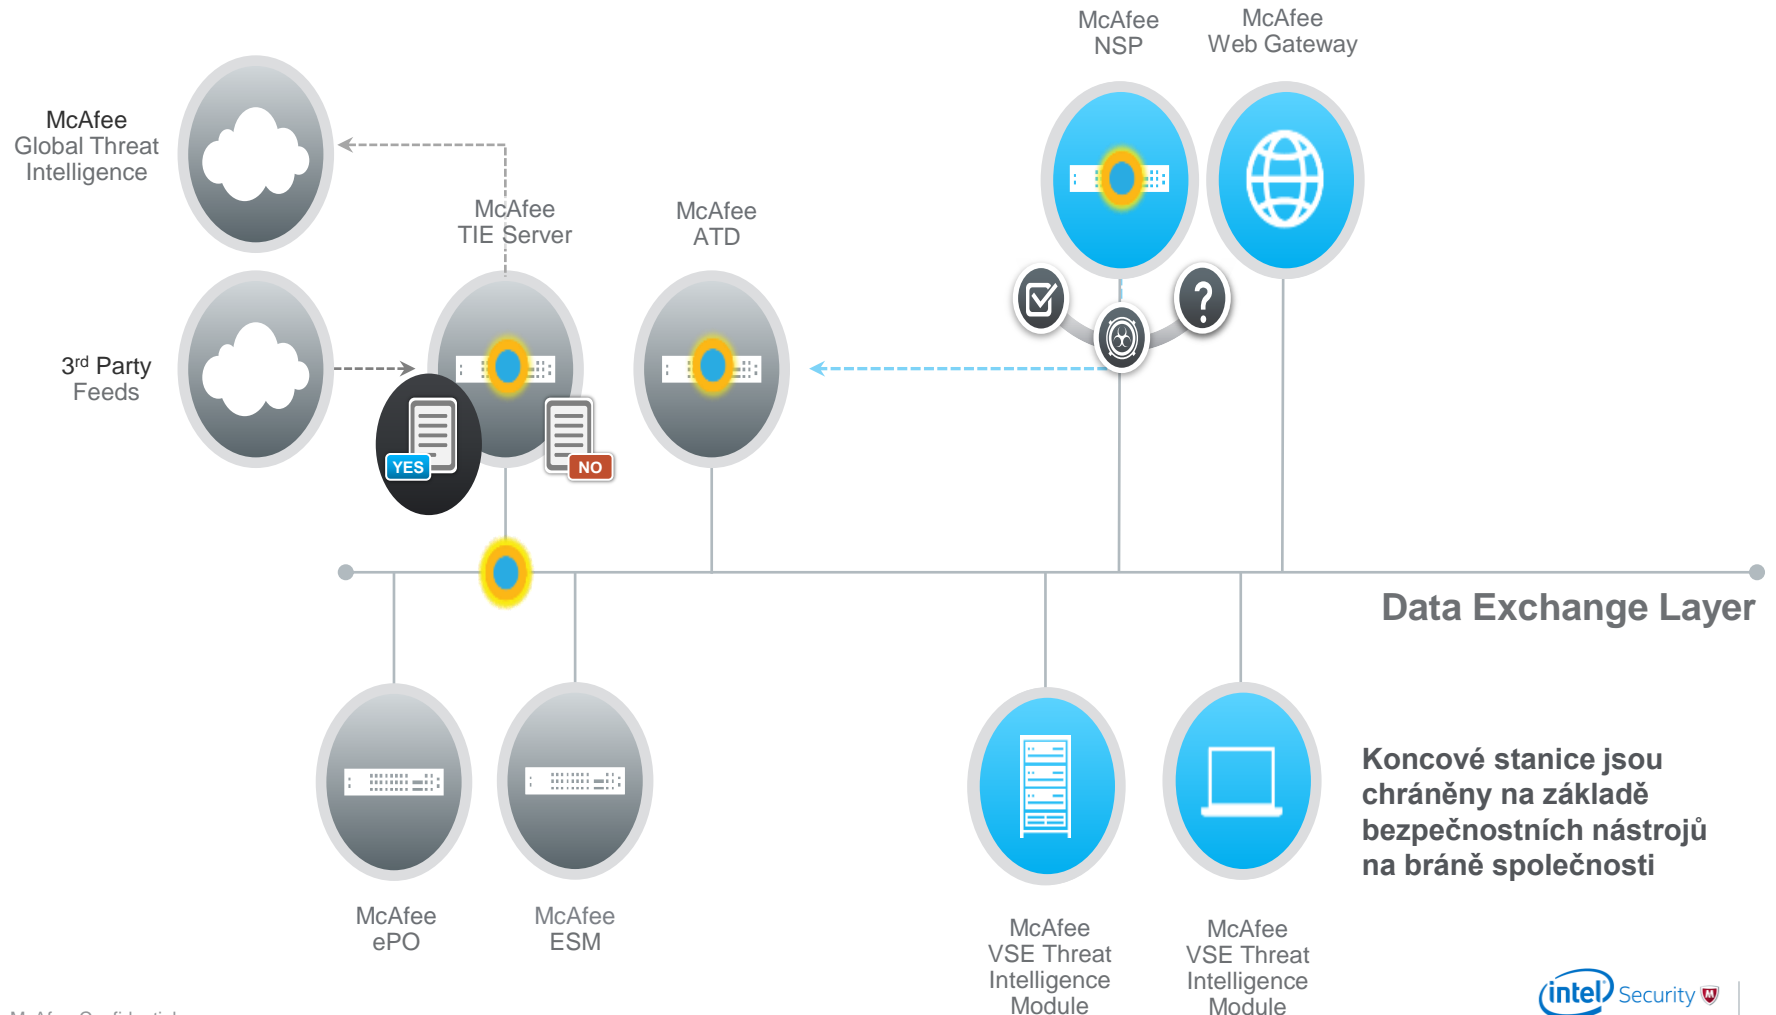 McAfee
NSP
McAfee
Web Gateway
McAfee
Global Threat
Intelligence
McAfee
TIE Server
McAfee
ATD
3rd Party
Feeds
YES
NO
Data Exchange Layer
Koncové stanice jsou
chráněny na základě
bezpečnostních nástrojů
na bráně společnosti
McAfee
ePO
McAfee
ESM
McAfee
VSE Threat
Intelligence
Module
McAfee
VSE Threat
Intelligence
Module
McAfee Confidential
intel Security